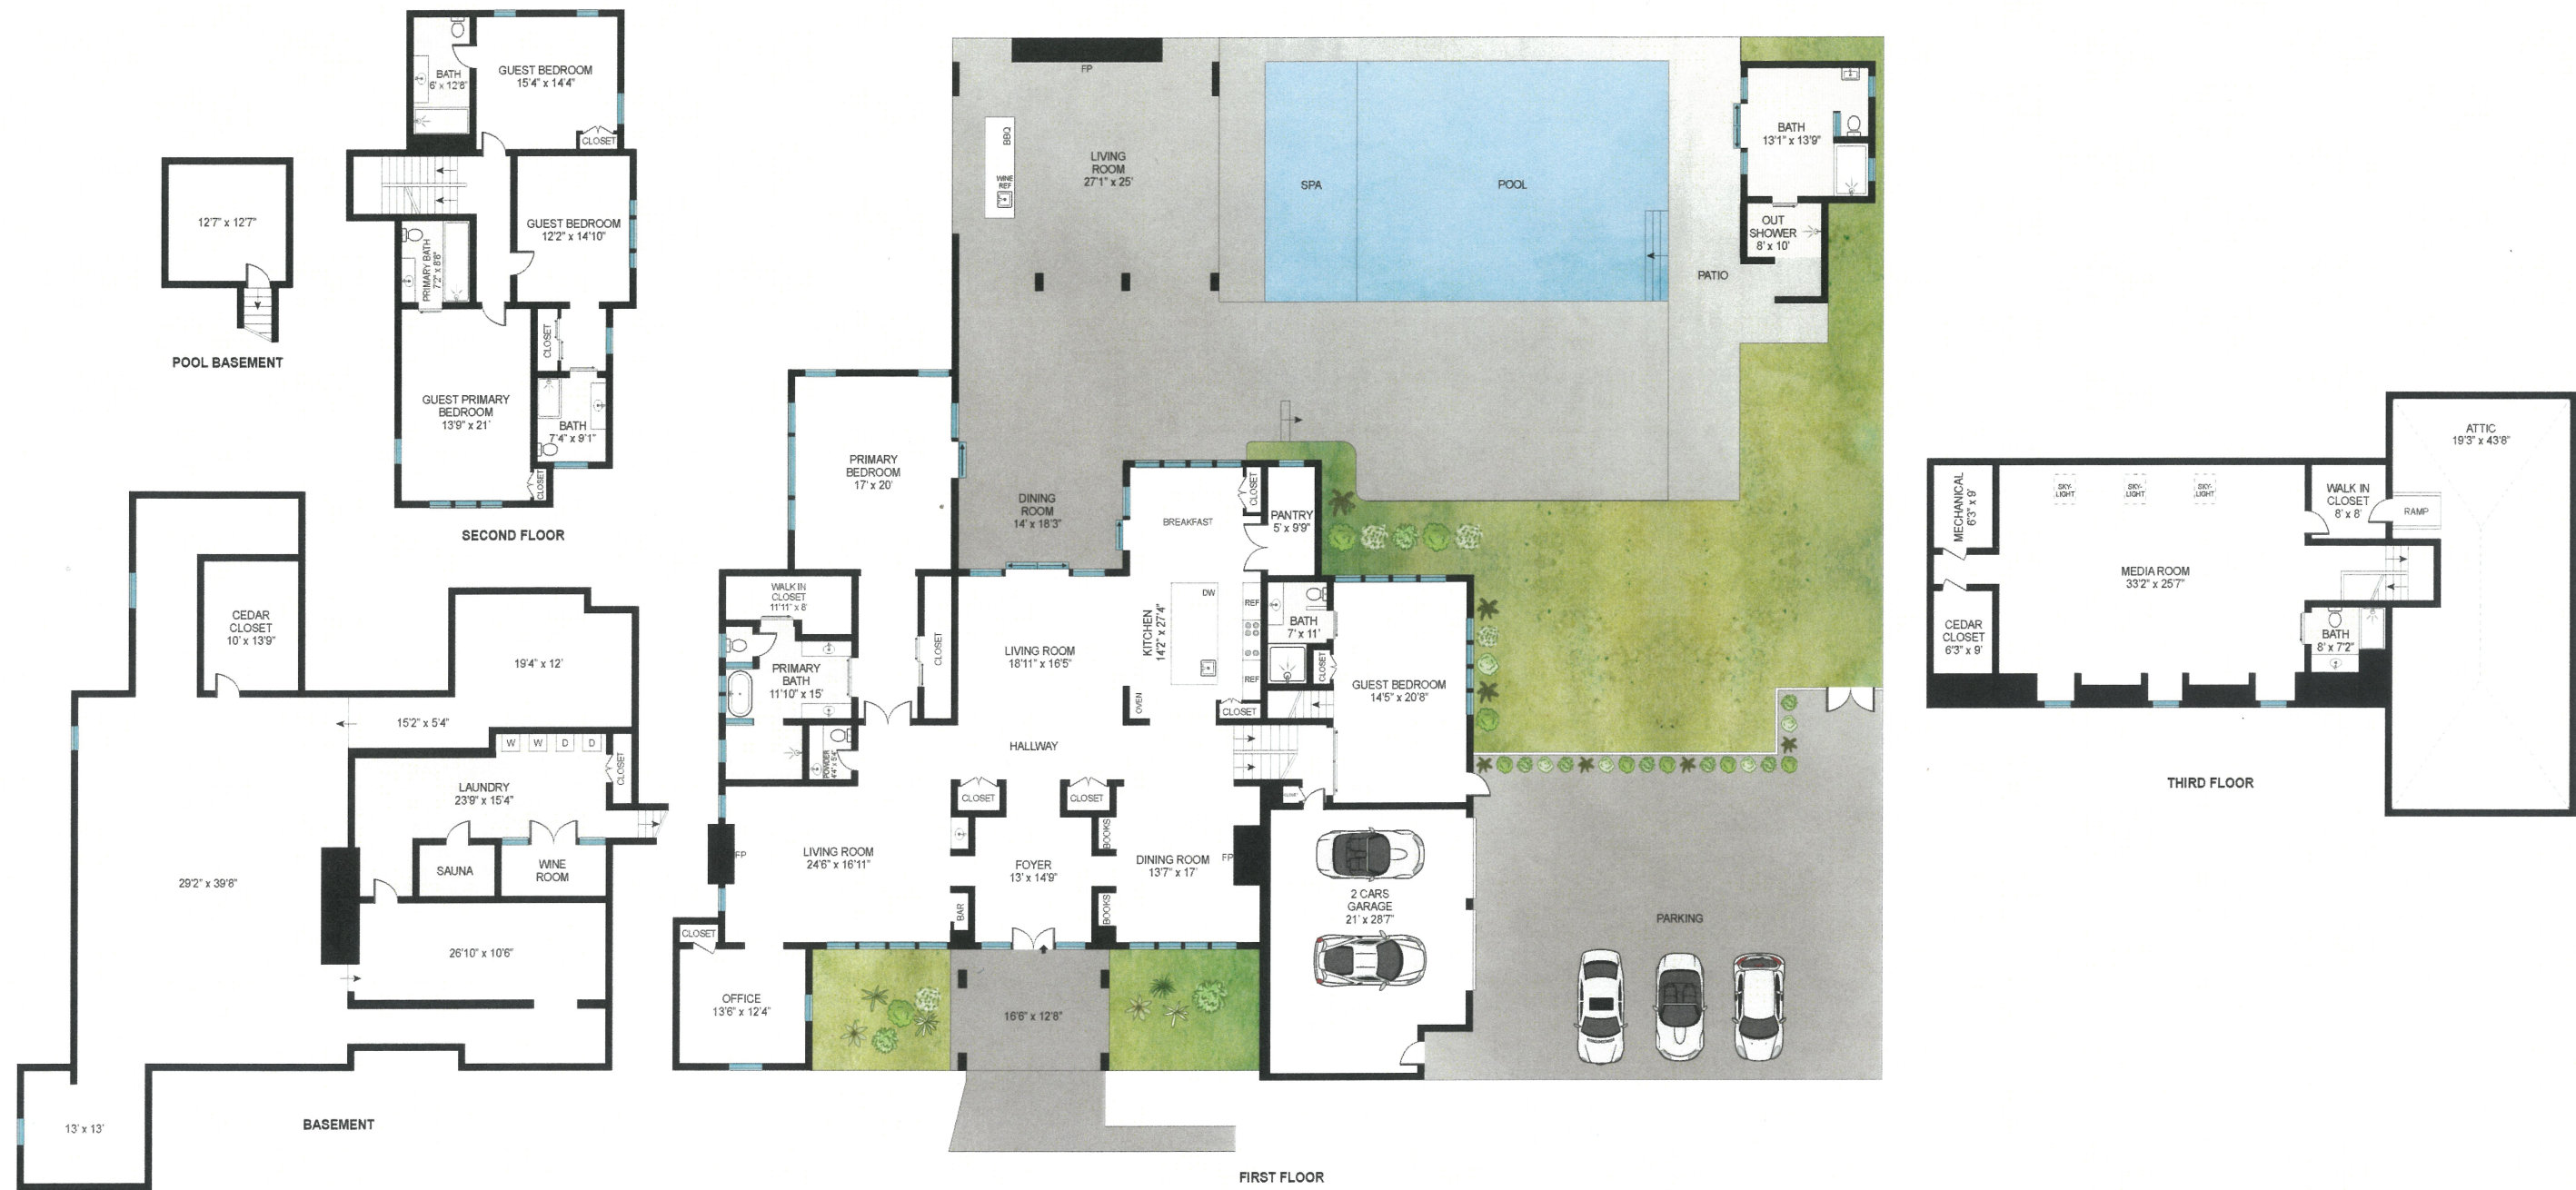 BATH
6' x 12'8"
GUEST BEDROOM
15'4" x 14'4"
CLOSET
GUEST BEDROOM
12'2" x 14'10"
PRIMARY BATH
7'2" x 8'8"
CLOSET
GUEST PRIMARY
BEDROOM
13'9" x 21'
BATH
7'4" x 9'1"
CLOSET
SECOND FLOOR
12'7" x 12'7"
POOL BASEMENT
CEDAR
CLOSET
10' x 13'9"
19'4" x 12'
15'2" x 5'4"
W
W
D
D
CLOSET
LAUNDRY
23'9" x 15'4"
SAUNA
WINE
ROOM
29'2" x 39'8"
26'10" x 10'6"
13' x 13'
BASEMENT
FP
BBQ
WINE
REF
LIVING
ROOM
27'1" x 25'
SPA
POOL
BATH
13'1" x 13'9"
OUT
SHOWER
8' x 10'
PATIO
PRIMARY
BEDROOM
17' x 20'
DINING
ROOM
14' x 18'3"
BREAKFAST
CLOSET
PANTRY
5' x 9'9"
WALK IN
CLOSET
11'11" x 8'
CLOSET
PRIMARY
BATH
11'10" x 15'
LIVING ROOM
18'11" x 16'5"
KITCHEN
14'2" x 27'4"
DW
REF
REF
OVEN
CLOSET
BATH
7' x 11'
CLOSET
GUEST BEDROOM
14'5" x 20'8"
POWDER
4'4" x 5'4"
HALLWAY
CLOSET
CLOSET
LIVING ROOM
24'6" x 16'11"
FP
FOYER
13' x 14'9"
BOOKS
BOOKS
BAR
DINING ROOM
13'7" x 17'
FP
2 CARS
GARAGE
21' x 28'7"
PARKING
CLOSET
OFFICE
13'6" x 12'4"
16'6" x 12'8"
FIRST FLOOR
MECHANICAL
6'3" x 9'
SKY-
LIGHT
SKY-
LIGHT
SKY-
LIGHT
WALK IN
CLOSET
8' x 8'
RAMP
ATTIC
19'3" x 43'8"
MEDIA ROOM
33'2" x 25'7"
CEDAR
CLOSET
6'3" x 9'
BATH
8' x 7'2"
THIRD FLOOR